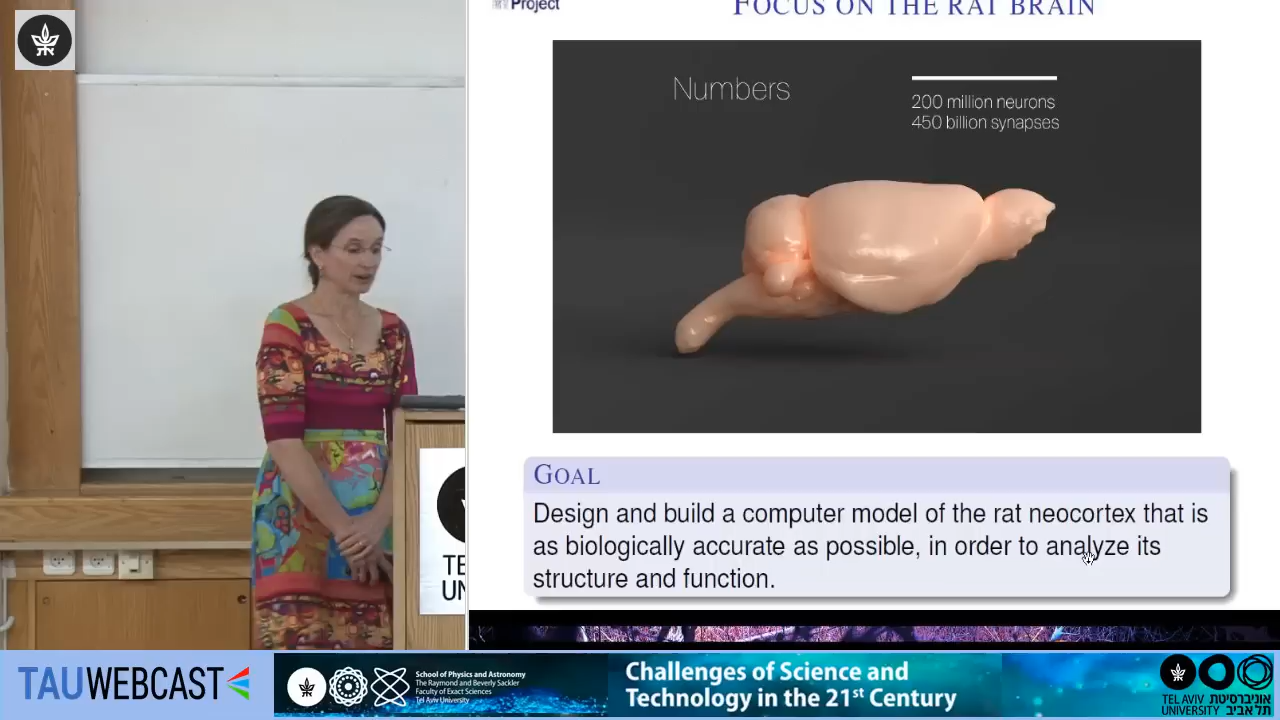 Project
FOCUS ON THE RAT BRAIN
Numbers
200 million neurons
450 billion synapses
GOAL
Design and build a computer model of the rat neocortex that is
as biologically accurate as possible, in order to analyze its
structure and function.
TE
UN
TAUWEBCAST
School of Physics and Astronomy
The Raymond and Beverly Sackler
Faculty of Exact Sciences
Tel Aviv University
Challenges of Science and
Technology in the 21st Century
TEL AVIV אוניברסיטת
UNIVERSITY תל אביב